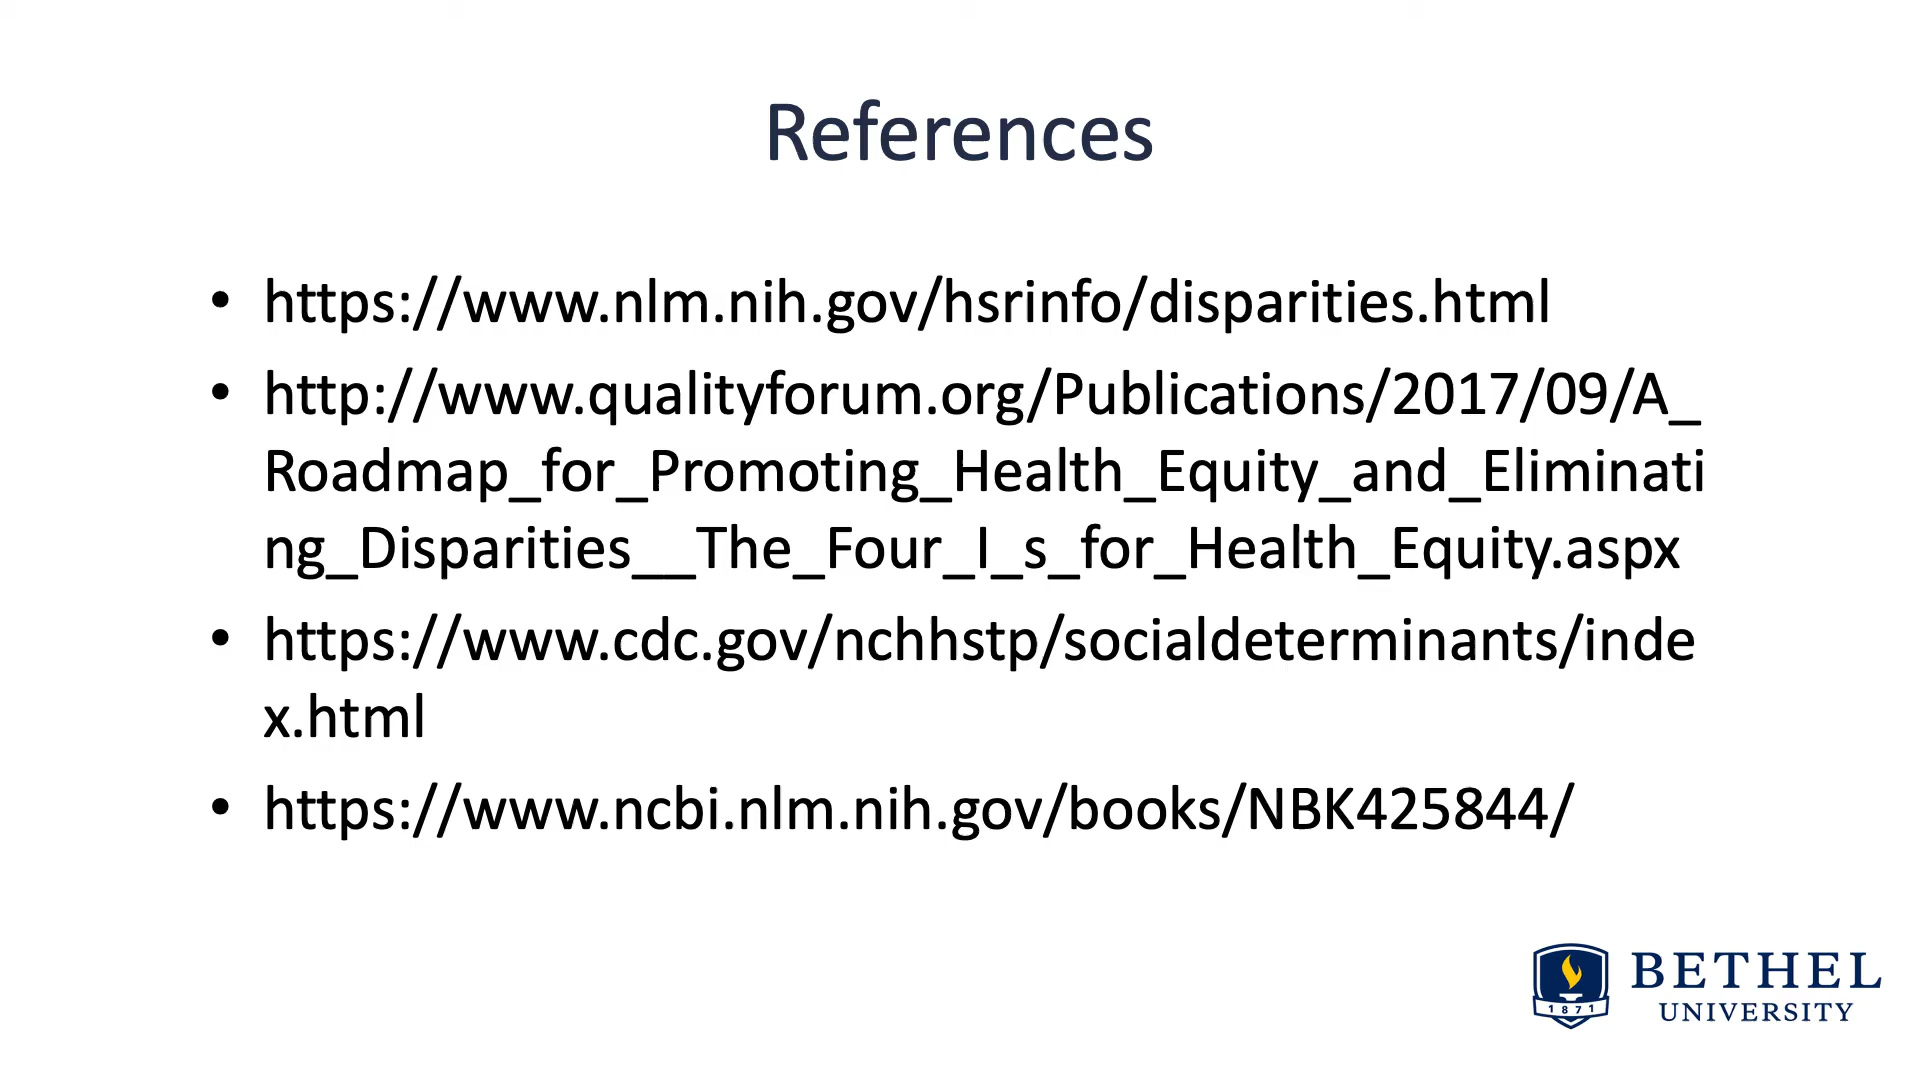 References
• https://www.nlm.nih.gov/hsrinfo/disparities.html
• http://www.qualityforum.org/Publications/2017/09/A_
Roadmap_for_Promoting_Health_Equity_and_Eliminati
ng_Disparities__The_Four_I_s_for_Health_Equity.aspx
• https://www.cdc.gov/nchhstp/socialdeterminants/inde
x.html
• https://www.ncbi.nlm.nih.gov/books/NBK425844/
1871
BETHEL
UNIVERSITY